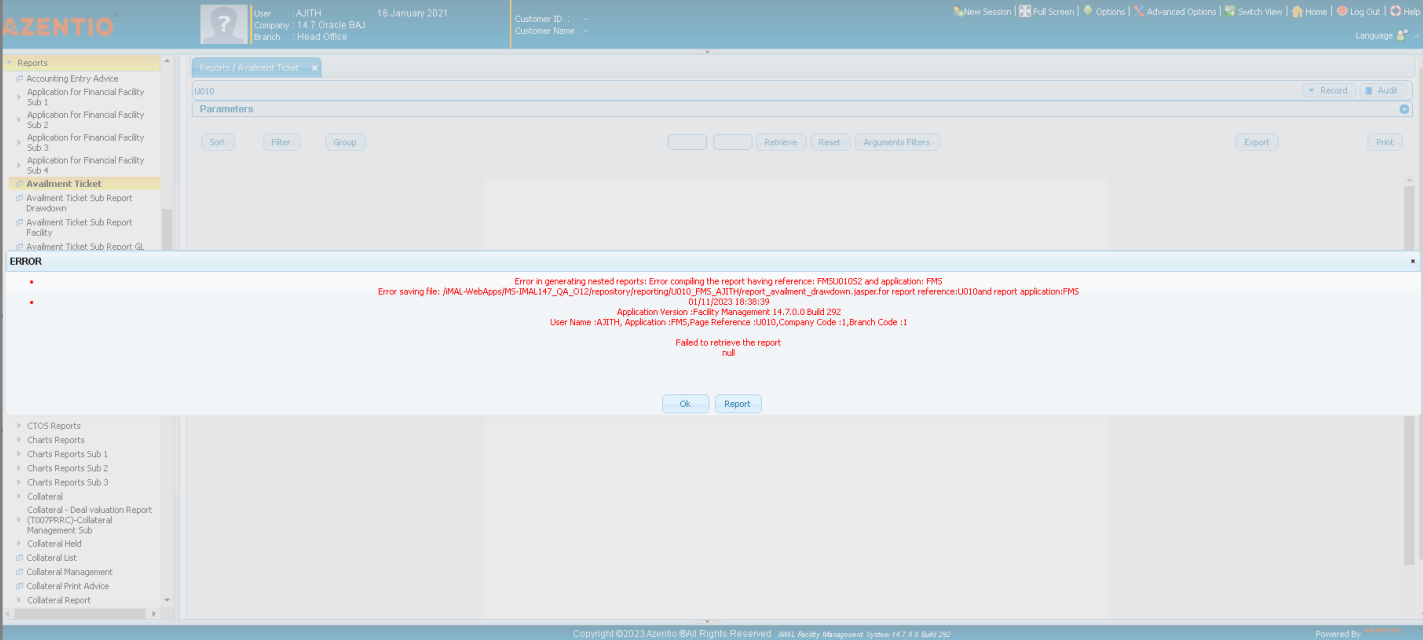 AZENTIO
User : AJITH 16 January 2021
Company : 14.7 Oracle BAJ
Branch : Head Office
Customer ID : -
Customer Name : -
New Session | Full Screen | Options | Advanced Options | Switch View | Home | Log Out | Help
Language
Reports
Accounting Entry Advice
Application for Financial Facility
Sub 1
Application for Financial Facility
Sub 2
Application for Financial Facility
Sub 3
Application for Financial Facility
Sub 4
Availment Ticket
Availment Ticket Sub Report
Drawdown
Availment Ticket Sub Report
Facility
Availment Ticket Sub Report GL
Reports / Availment Ticket x
U010
Record Audit
Parameters
Sort Filter Group Retrieve Reset Arguments Filters Export Print
ERROR
Error in generating nested reports: Error compiling the report having reference: FMSU010S2 and application: FMS
Error saving file: /iMAL-WebApps/MS-IMAL147_QA_O12/repository/reporting/U010_FMS_AJITH/report_availment_drawdown.jasper.for report reference:U010and report application:FMS
01/11/2023 18:38:39
Application Version :Facility Management 14.7.0.0 Build 292
User Name :AJITH, Application :FMS,Page Reference :U010,Company Code :1,Branch Code :1
Failed to retrieve the report
null
Ok Report
CTOS Reports
Charts Reports
Charts Reports Sub 1
Charts Reports Sub 2
Charts Reports Sub 3
Collateral
Collateral - Deal valuation Report
(T007PRRC)-Collateral
Management Sub
Collateral Held
Collateral List
Collateral Management
Collateral Print Advice
Collateral Report
Copyright ©2023 Azentio ®All Rights Reserved iMAL Facility Management System 14.7.0.0 Build 292
Powered By AZENTIO